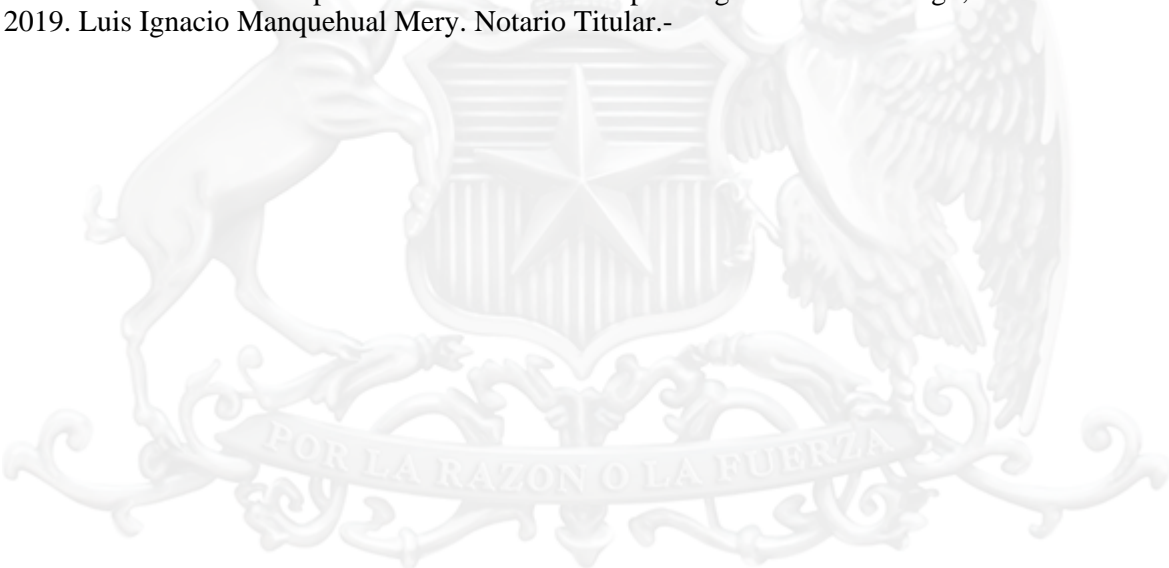 2019. Luis Ignacio Manquehual Mery. Notario Titular.-
POR LA RAZON O LA FUERZA